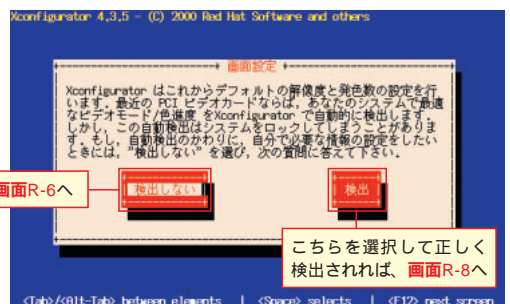 Xconfigurator 4.3.5 - (C) 2000 Red Hat Software and others
画面設定
Xconfigurator はこれからデフォルトの解像度と発色数の設定を行
います. 最近の PCI ビデオカードならば, あなたのシステムで最適
なビデオモード/色進度 をXconfigurator で自動的に検出します.
しかし, この自動検出はシステムをロックしてしまうことがありま
す. もし, 自動検出のかわりに, 自分で必要な情報の設定をしたい
ときには, "検出しない" を選び, 次の質問に答えて下さい.
画面R-6へ
検出しない
検出
こちらを選択して正しく
検出されれば、画面R-8へ
<Tab>/<Alt-Tab> between elements | <Space> selects | <F12> next screen